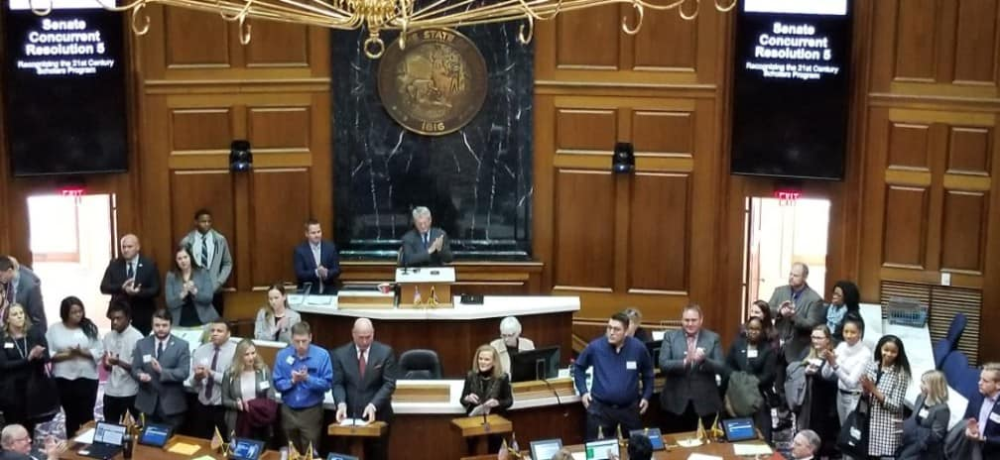 Senate
Concurrent
Resolution 5
Recognizing the 21st Century
Scholars Program
STATE
1816
Senate
Concurrent
Resolution 5
Recognizing the 21st Century
Scholars Program
EXIT
EXIT